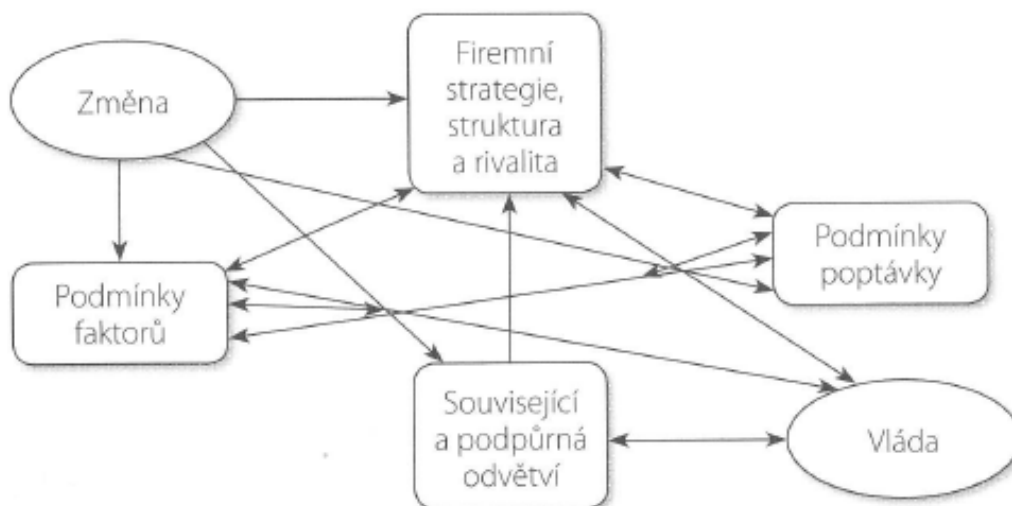 Změna
Firemní
strategie,
struktura
a rivalita
Podmínky
poptávky
Podmínky
faktorů
Související
a podpůrná
odvětví
Vláda